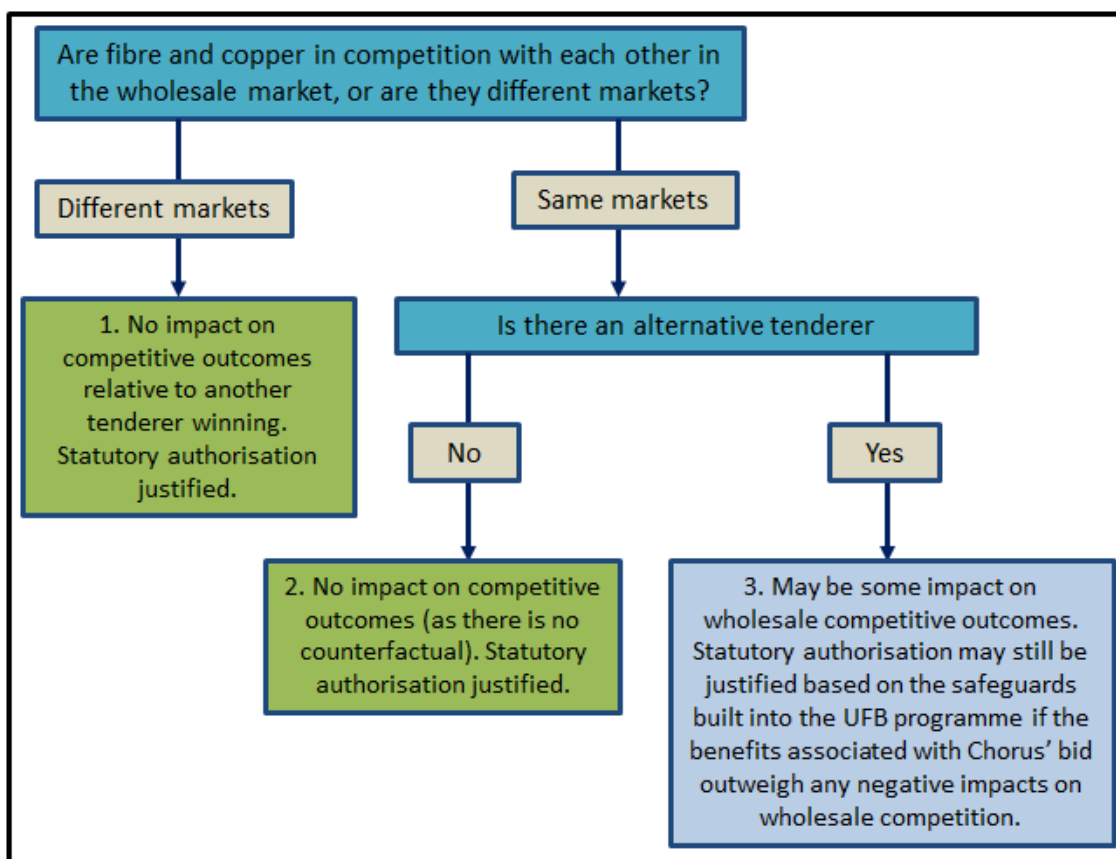 Are fibre and copper in competition with each other in
the wholesale market, or are they different markets?
Different markets
Same markets
1. No impact on
competitive outcomes
relative to another
tenderer winning.
Statutory authorisation
justified.
Is there an alternative tenderer
No
Yes
2. No impact on competitive
outcomes (as there is no
counterfactual). Statutory
authorisation justified.
3. May be some impact on
wholesale competitive outcomes.
Statutory authorisation may still be
justified based on the safeguards
built into the UFB programme if the
benefits associated with Chorus’ bid
outweigh any negative impacts on
wholesale competition.